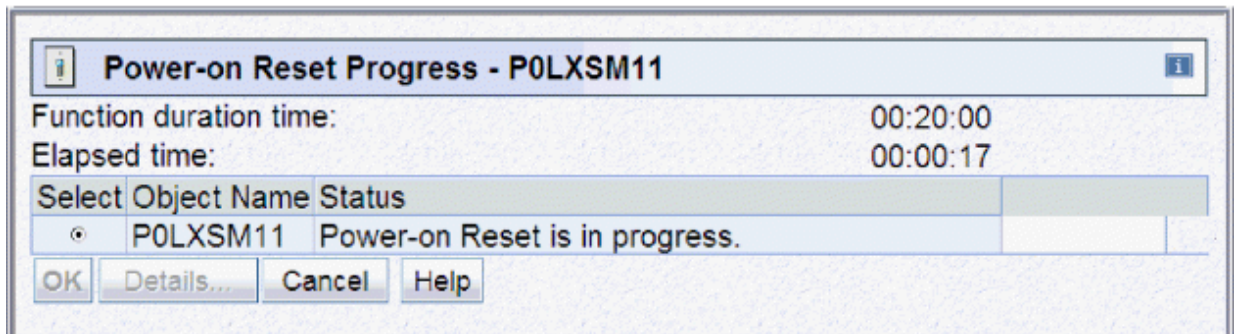 Power-on Reset Progress - P0LXSM11 i
Function duration time: 00:20:00
Elapsed time: 00:00:17
Select Object Name Status
P0LXSM11 Power-on Reset is in progress.
OK Details... Cancel Help